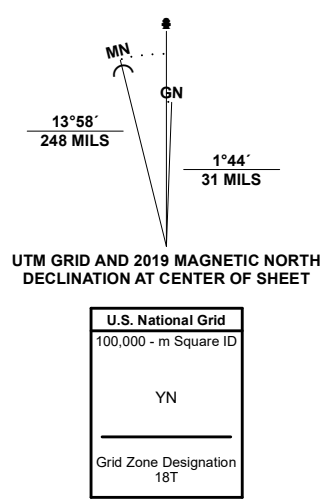 MN
GN
13°58´
248 MILS
1°44´
31 MILS
UTM GRID AND 2019 MAGNETIC NORTH
DECLINATION AT CENTER OF SHEET
U.S. National Grid
100,000 - m Square ID
YN
Grid Zone Designation
18T